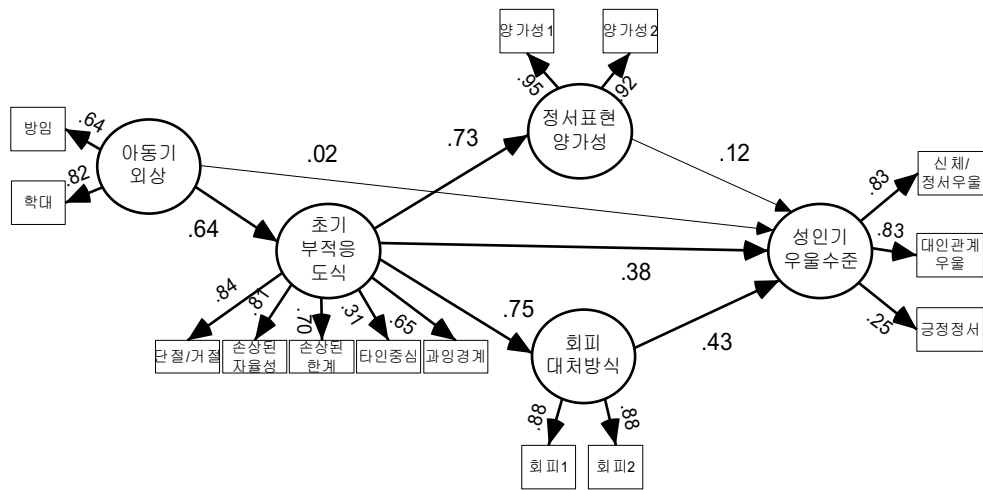 양가성1
양가성2
.95
.92
정서표현
양가성
방임
.64
아동기
외상
.82
학대
.73
.02
.12
신체/
정서우울
.83
.64
초기
부적응
도식
성인기
우울수준
.83
대인관계
우울
.38
.25
긍정정서
.84
.81
.70
.31
.65
.75
.43
단절/거절
손상된
자율성
손상된
한계
타인중심
과잉경계
회피
대처방식
.88
.88
회피1
회피2